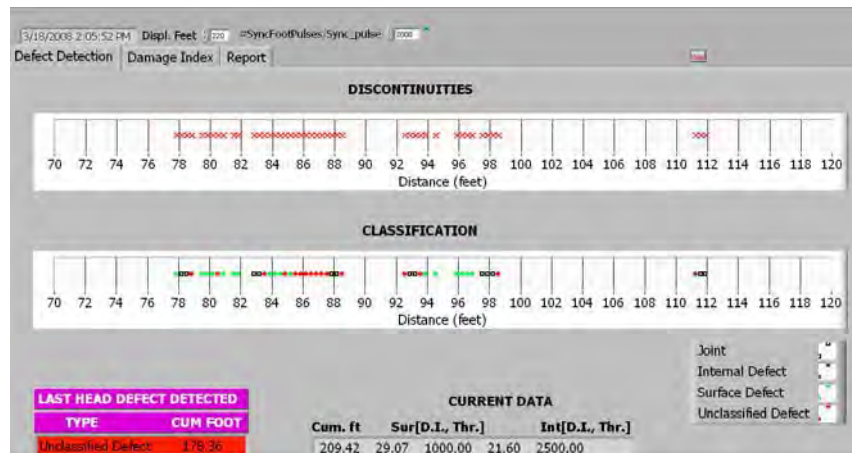 3/18/2008 2:05:52 PM Displ. Feet 220 #SyncFootPulses/Sync_pulse 2000
Defect Detection Damage Index Report
DISCONTINUITIES
70 72 74 76 78 80 82 84 86 88 90 92 94 96 98 100 102 104 106 108 110 112 114 116 118 120
Distance (feet)
CLASSIFICATION
70 72 74 76 78 80 82 84 86 88 90 92 94 96 98 100 102 104 106 108 110 112 114 116 118 120
Distance (feet)
Joint
Internal Defect
Surface Defect
Unclassified Defect
LAST HEAD DEFECT DETECTED
TYPE CUM FOOT
Unclassified Defect 178.36
CURRENT DATA
Cum. ft Sur[D.I., Thr.] Int[D.I., Thr.]
209.42 29.07 1000.00 21.60 2500.00